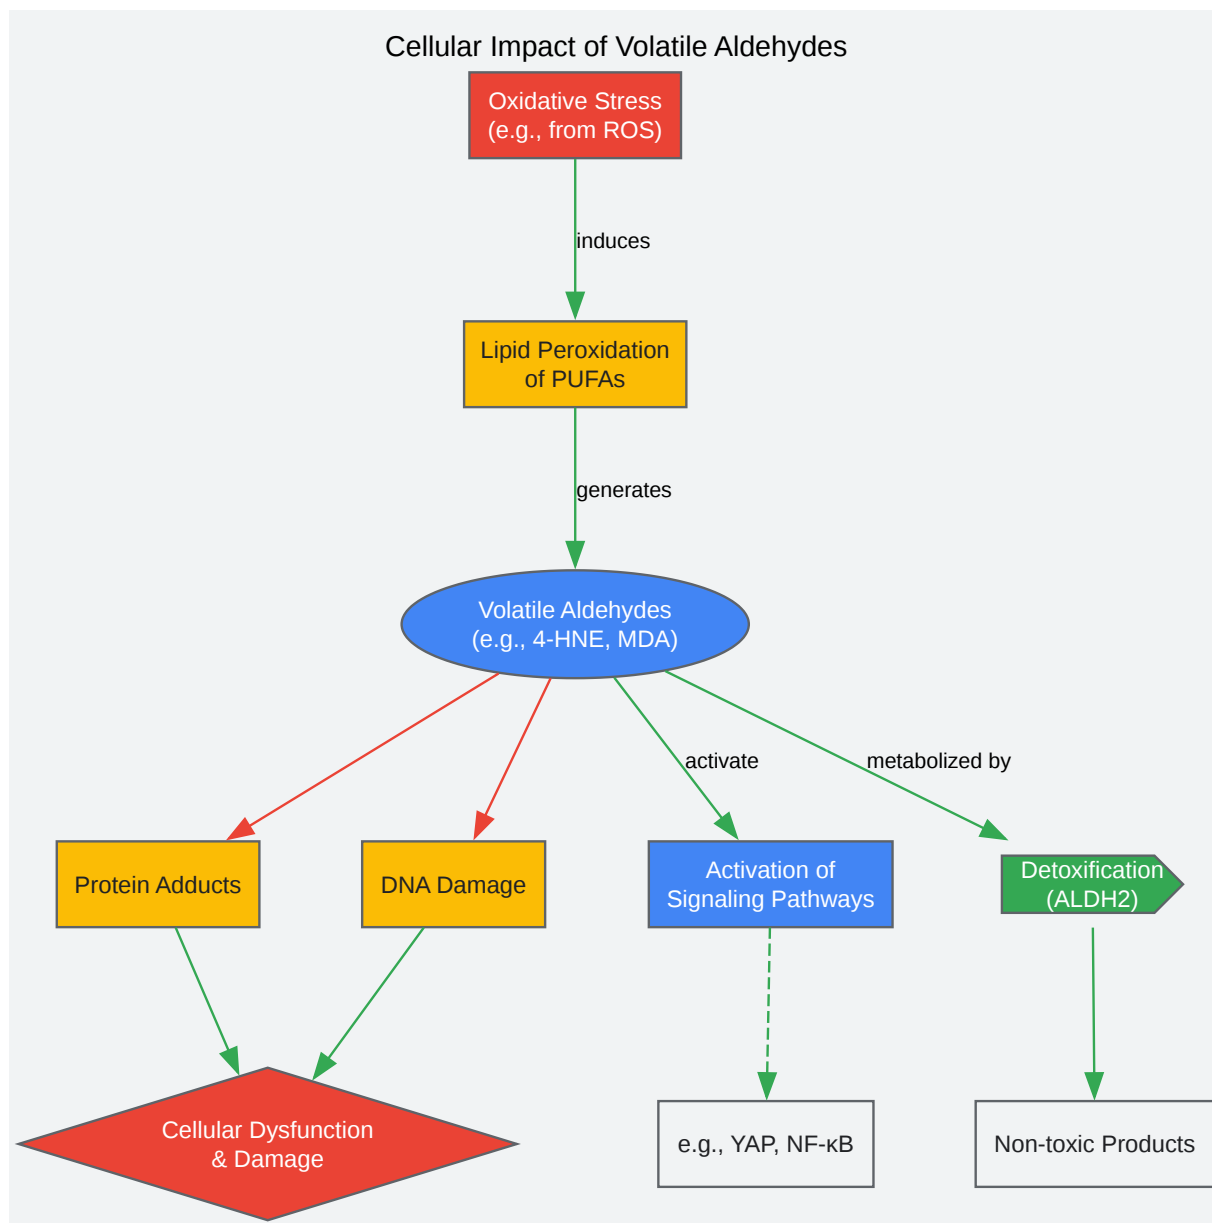 Cellular Impact of Volatile Aldehydes
Oxidative Stress
(e.g., from ROS)
induces
Lipid Peroxidation
of PUFAs
generates
Volatile Aldehydes
(e.g., 4-HNE, MDA)
activate
metabolized by
Protein Adducts
DNA Damage
Activation of
Signaling Pathways
Detoxification
(ALDH2)
Cellular Dysfunction
& Damage
e.g., YAP, NF-κB
Non-toxic Products